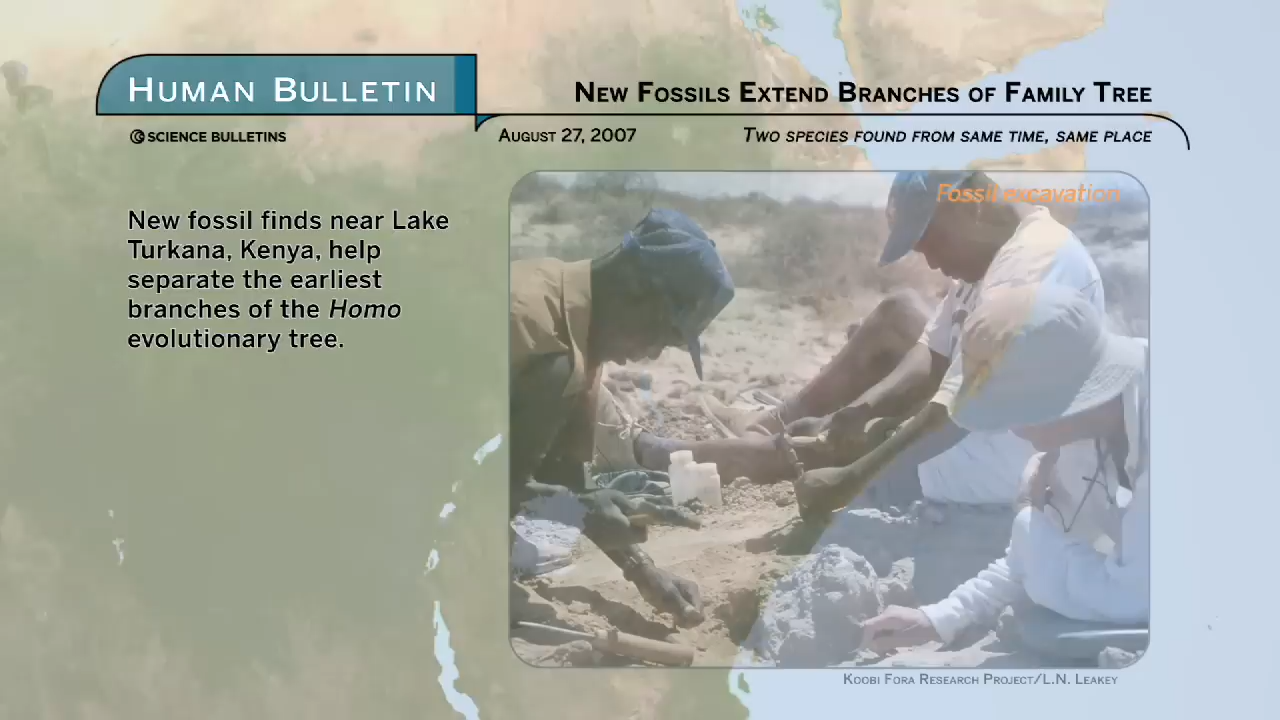 Human Bulletin
New Fossils Extend Branches of Family Tree
Science Bulletins
August 27, 2007
Two species found from same time, same place
Fossil excavation
New fossil finds near Lake
Turkana, Kenya, help
separate the earliest
branches of the Homo
evolutionary tree.
Koobi Fora Research Project/L.N. Leakey